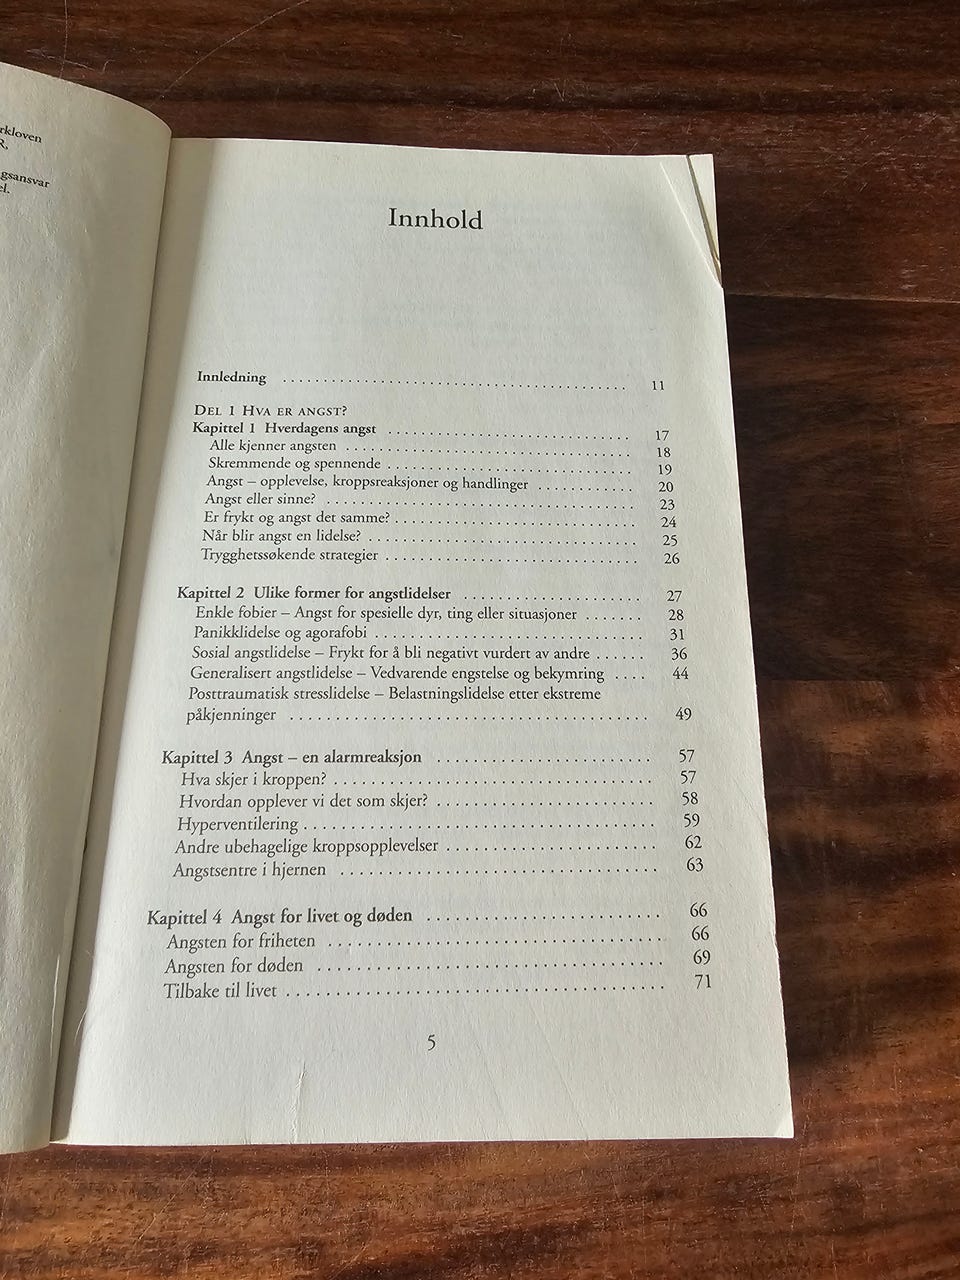 rkloven
R,
gsansvar
el.
Innhold
Innledning ........................................ 11
DEL 1 HVA ER ANGST?
Kapittel 1 Hverdagens angst ............................ 17
Alle kjenner angsten .................................. 18
Skremmende og spennende ............................ 19
Angst – opplevelse, kroppsreaksjoner og handlinger ............ 20
Angst eller sinne? .................................... 23
Er frykt og angst det samme? ............................ 24
Når blir angst en lidelse? ................................ 25
Trygghetssøkende strategier .............................. 26
Kapittel 2 Ulike former for angstlidelser .................... 27
Enkle fobier – Angst for spesielle dyr, ting eller situasjoner ....... 28
Panikklidelse og agorafobi ............................... 31
Sosial angstlidelse – Frykt for å bli negativt vurdert av andre ...... 36
Generalisert angstlidelse – Vedvarende engstelse og bekymring .... 44
Posttraumatisk stresslidelse – Belastningslidelse etter ekstreme
påkjenninger ........................................ 49
Kapittel 3 Angst – en alarmreaksjon ........................ 57
Hva skjer i kroppen? .................................. 57
Hvordan opplever vi det som skjer? ........................ 58
Hyperventilering ..................................... 59
Andre ubehagelige kroppsopplevelser ....................... 62
Angstsentre i hjernen .................................. 63
Kapittel 4 Angst for livet og døden ......................... 66
Angsten for friheten ................................... 66
Angsten for døden .................................... 69
Tilbake til livet ....................................... 71
5